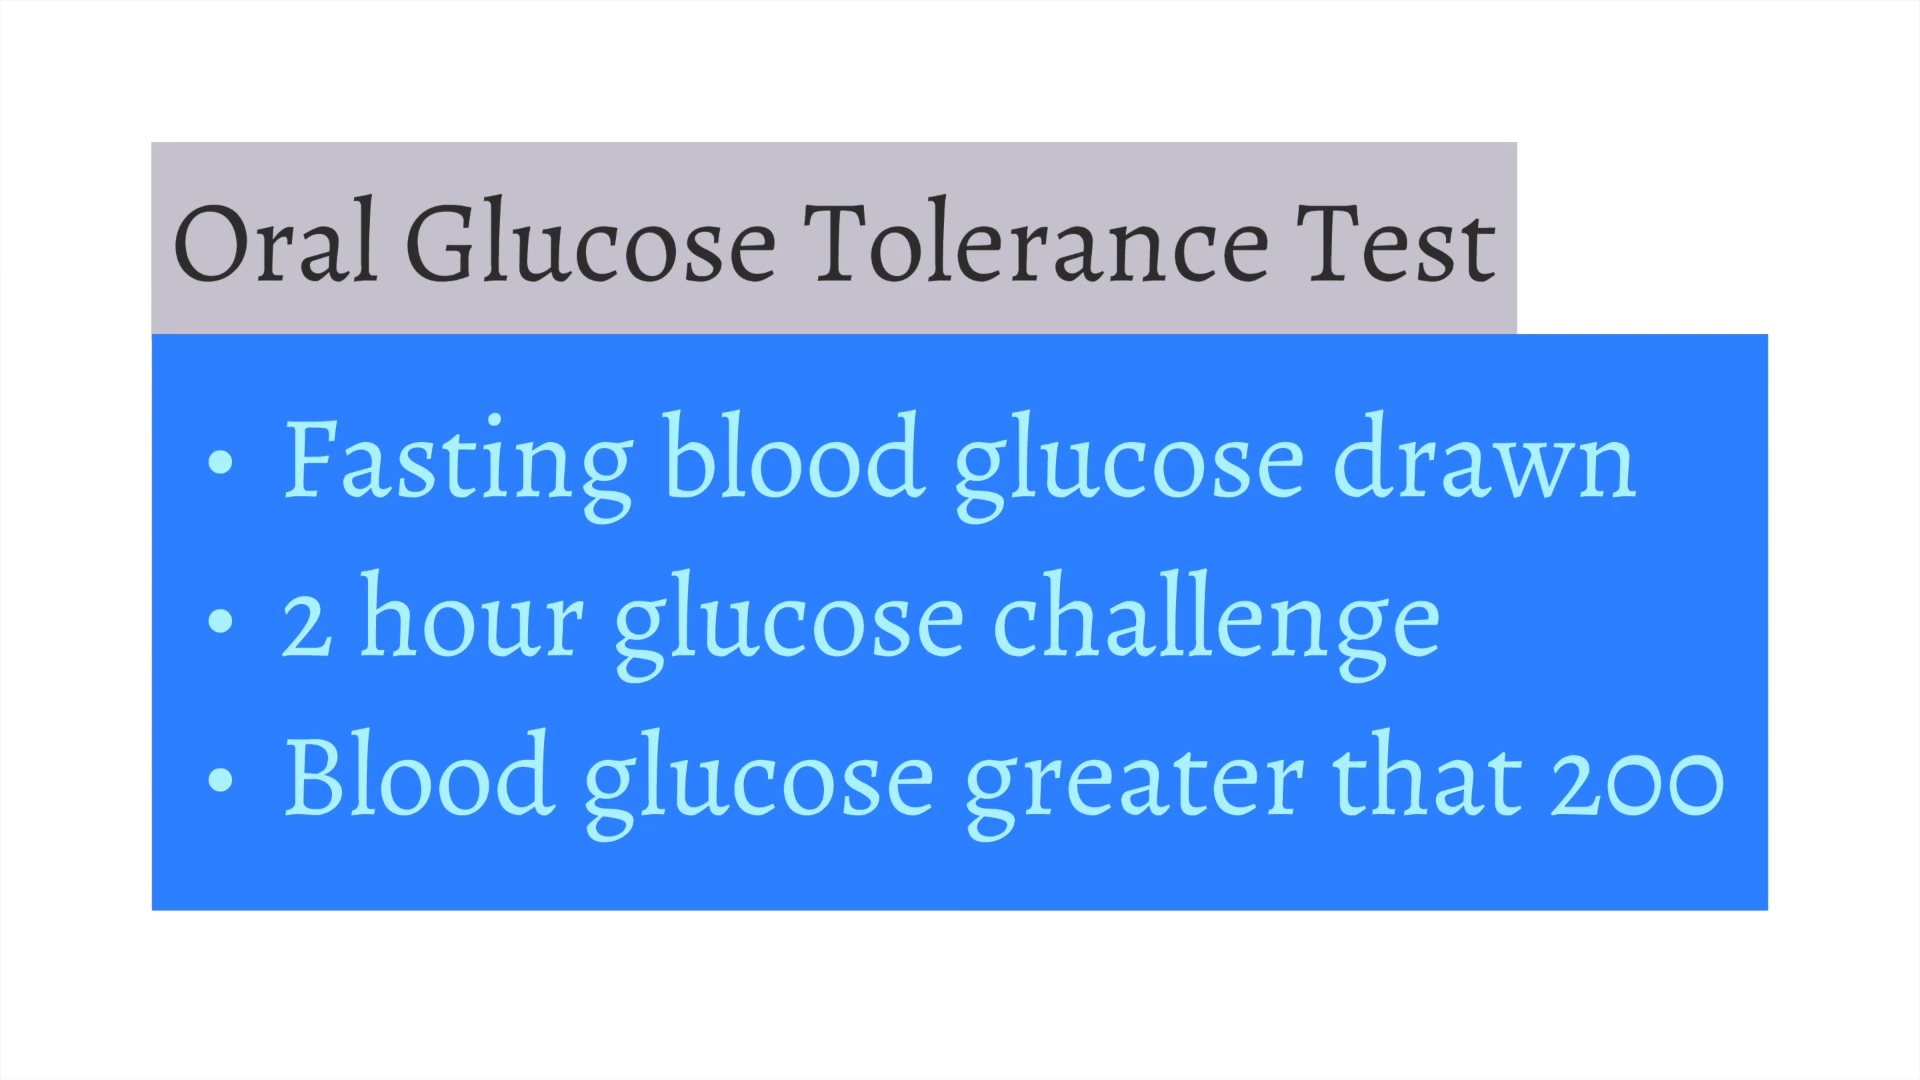 Oral Glucose Tolerance Test
• Fasting blood glucose drawn
• 2 hour glucose challenge
• Blood glucose greater that 200